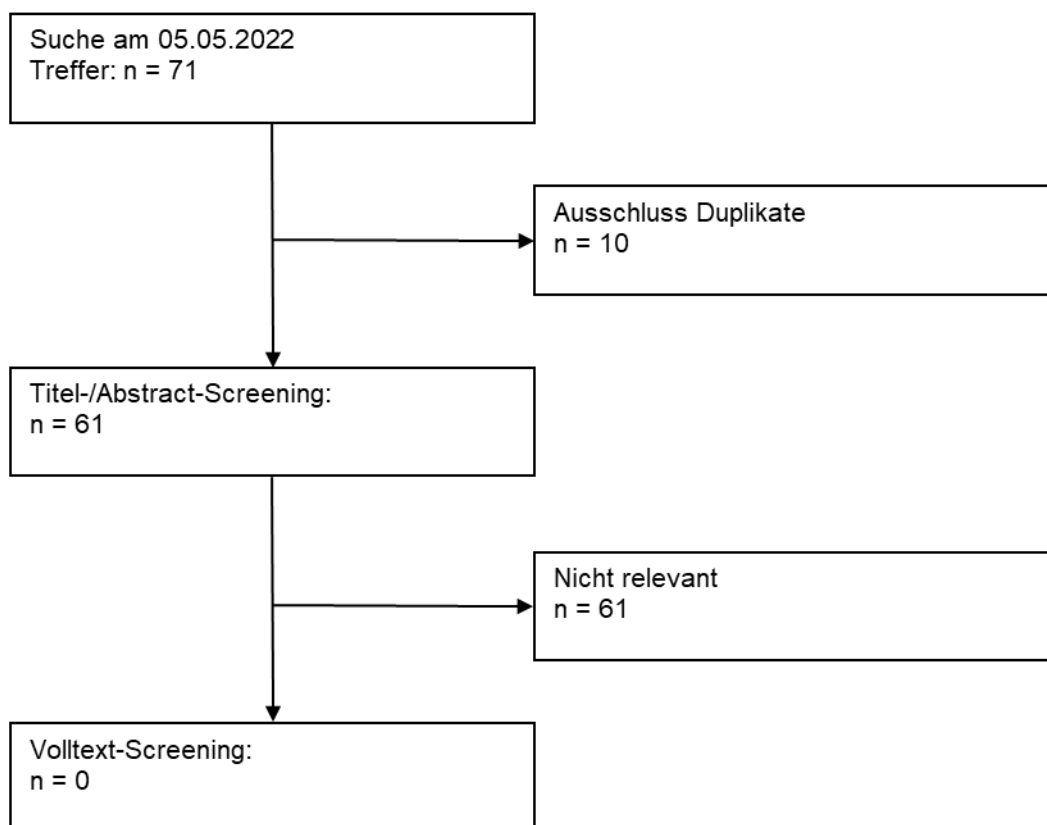 Suche am 05.05.2022
Treffer: n = 71
Ausschluss Duplikate
n = 10
Titel-/Abstract-Screening:
n = 61
Nicht relevant
n = 61
Volltext-Screening:
n = 0